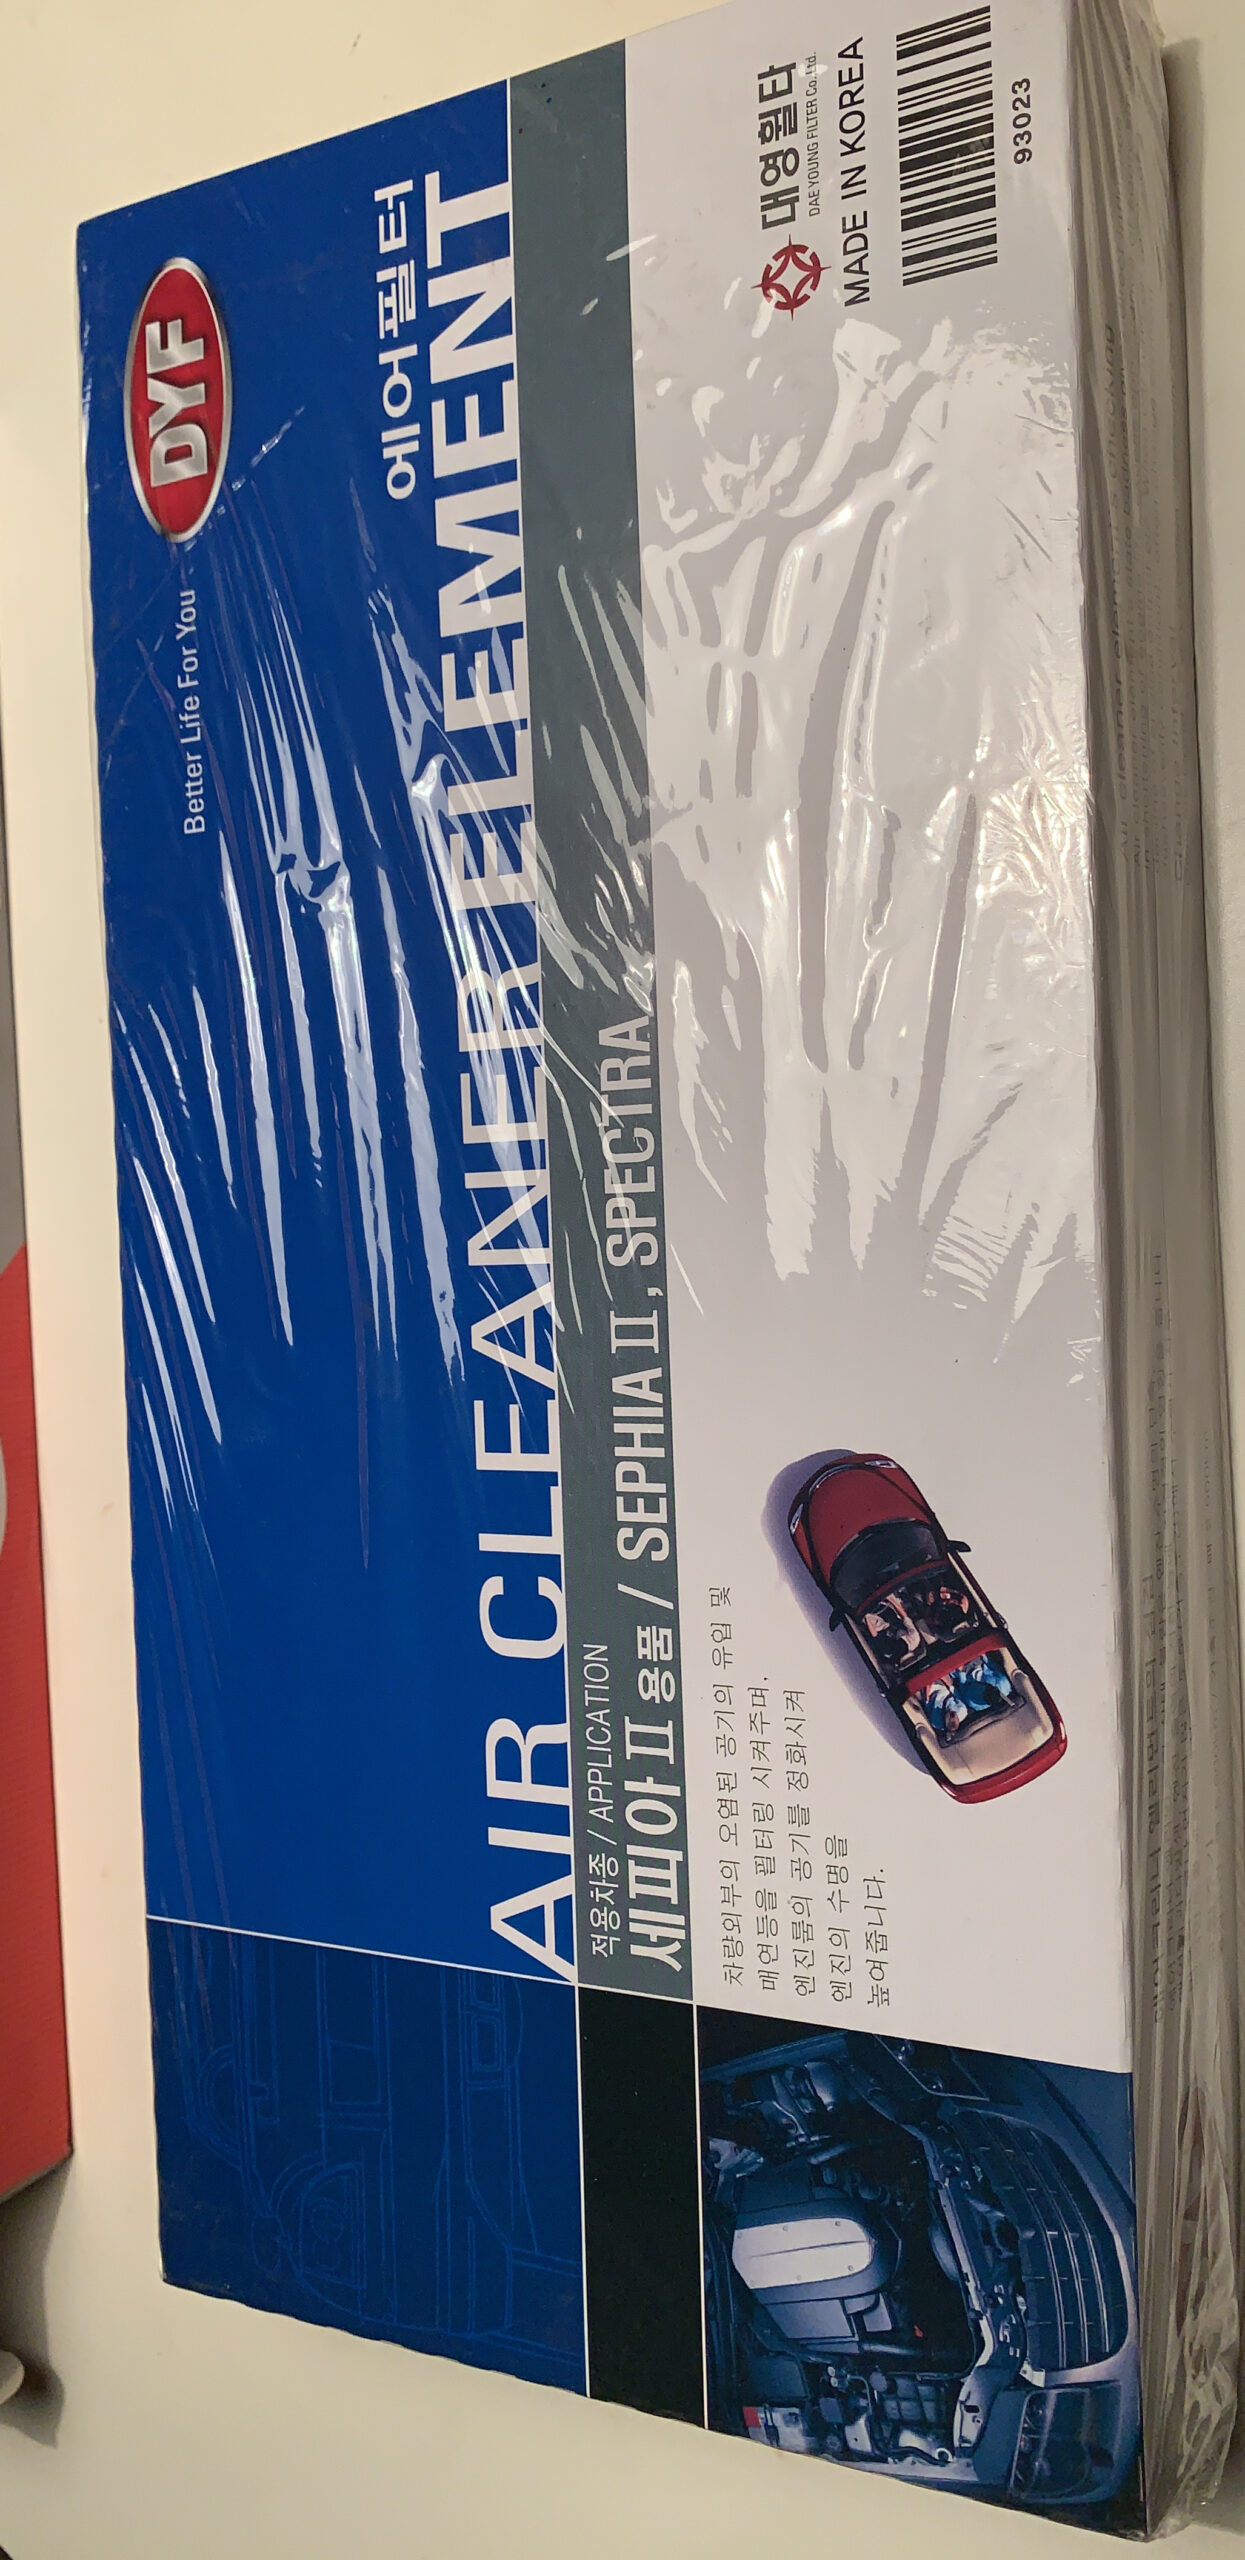 DYF
Better Life For You
에어필터
AIR CLEANER ELEMENT
적용차종 / APPLICATION
세피아Ⅱ 용품 / SEPHIAⅡ, SPECTRA
차량외부의 오염된 공기의 유입 및
매연등을 필터링 시켜주며,
엔진룸의 공기를 정화시켜
엔진의 수명을
높여줍니다.
대영휠타
DAE YOUNG FILTER Co.,Ltd.
MADE IN KOREA
93023